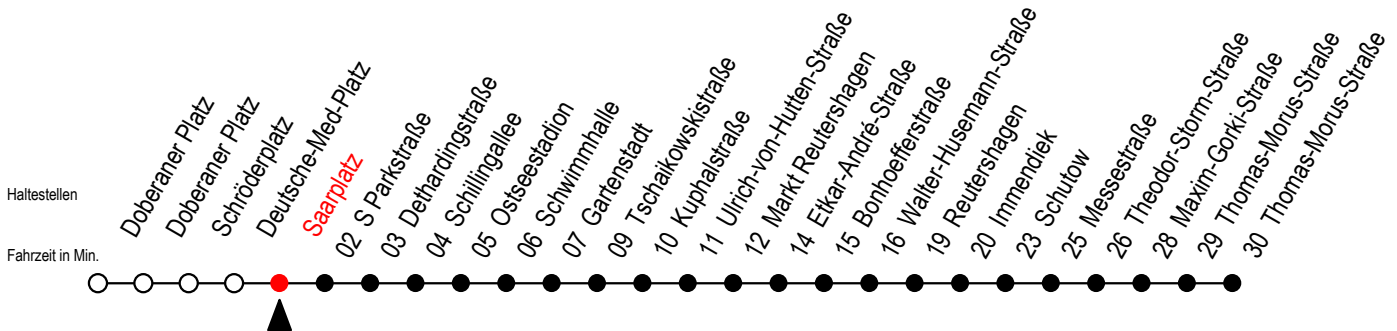 Haltestellen
Fahrzeit in Min.
Doberaner Platz
Doberaner Platz
Schröderplatz
Deutsche-Med-Platz
Saarplatz
02 S Parkstraße
03 Dethardingstraße
04 Schillingallee
05 Ostseestadion
06 Schwimmhalle
07 Gartenstadt
09 Tschaikowskistraße
10 Kuphalstraße
11 Ulrich-von-Hutten-Straße
12 Markt Reutershagen
14 Etkar-André-Straße
15 Bonhoefferstraße
16 Walter-Husemann-Straße
19 Reutershagen
20 Immendiek
23 Schutow
25 Messestraße
26 Theodor-Storm-Straße
28 Maxim-Gorki-Straße
29 Thomas-Morus-Straße
30 Thomas-Morus-Straße